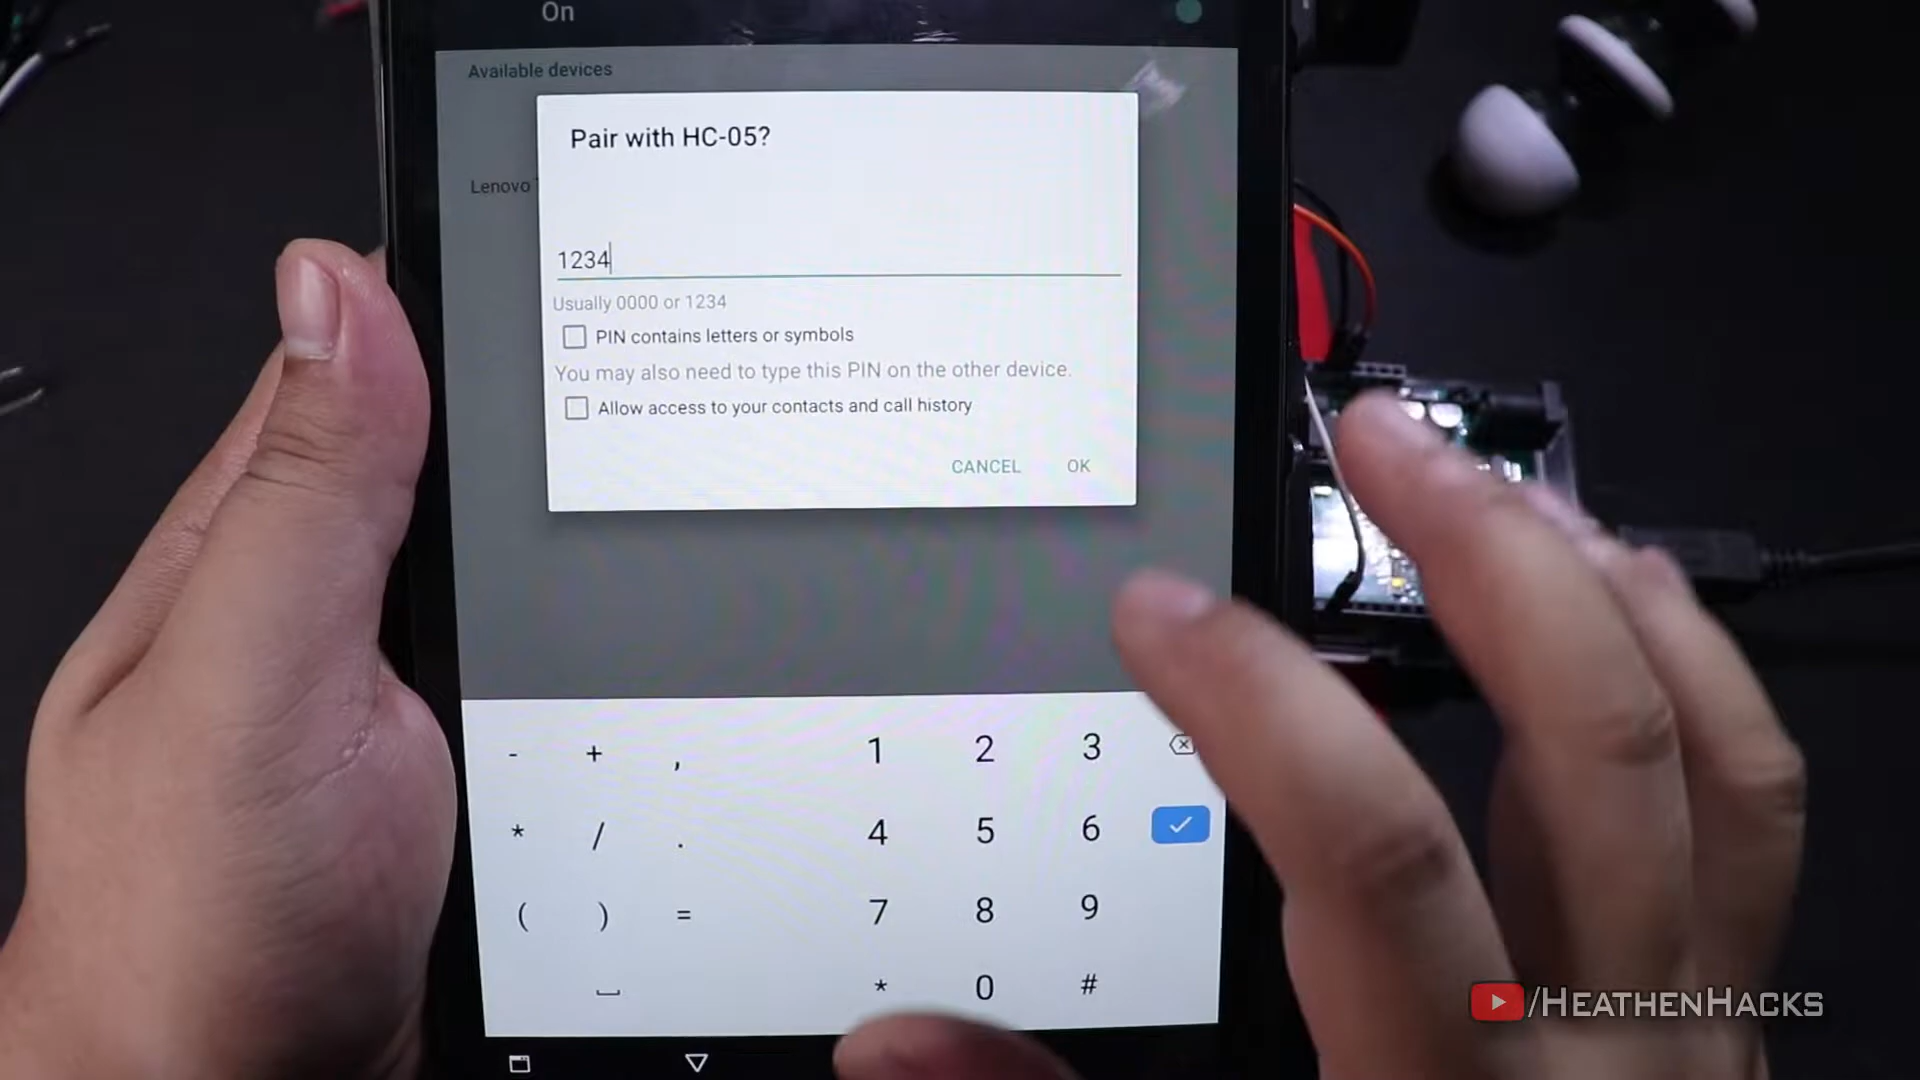 On
Available devices
Pair with HC-05?
Lenovo
1234
Usually 0000 or 1234
PIN contains letters or symbols
You may also need to type this PIN on the other device.
Allow access to your contacts and call history
CANCEL OK
- + , 1 2 3
* / . 4 5 6
( ) = 7 8 9
* 0 #
/HEATHENHACKS